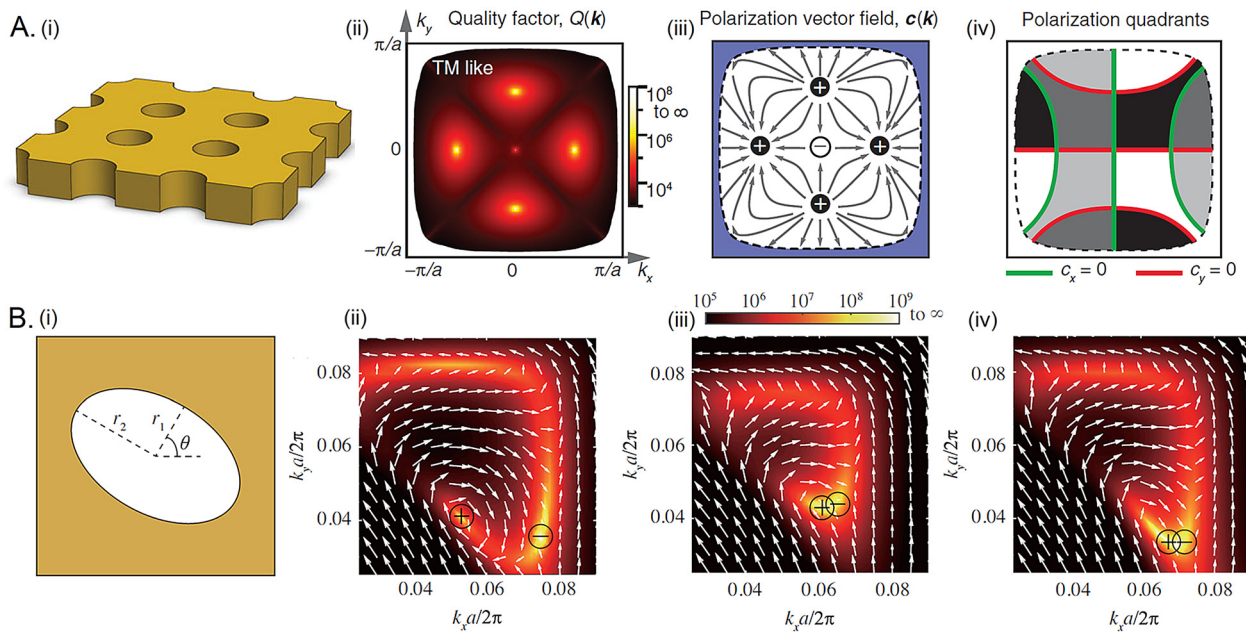 A. (i)
(ii) k_y Quality factor, Q(k)
π/a
0
−π/a
TM like
−π/a 0 π/a k_x
10^8
to ∞
10^6
10^4
(iii) Polarization vector field, c(k)
+
+ − +
+
(iv) Polarization quadrants
c_x = 0 c_y = 0
B. (i)
r_2 r_1 θ
(ii)
k_y a/2π
0.08
0.06
0.04
+ −
0.04 0.06 0.08
k_x a/2π
10^5 10^6 10^7 10^8 10^9
to ∞
(iii)
k_y a/2π
0.08
0.06
0.04
+ −
0.04 0.06 0.08
k_x a/2π
(iv)
k_y a/2π
0.08
0.06
0.04
+ −
0.04 0.06 0.08
k_x a/2π